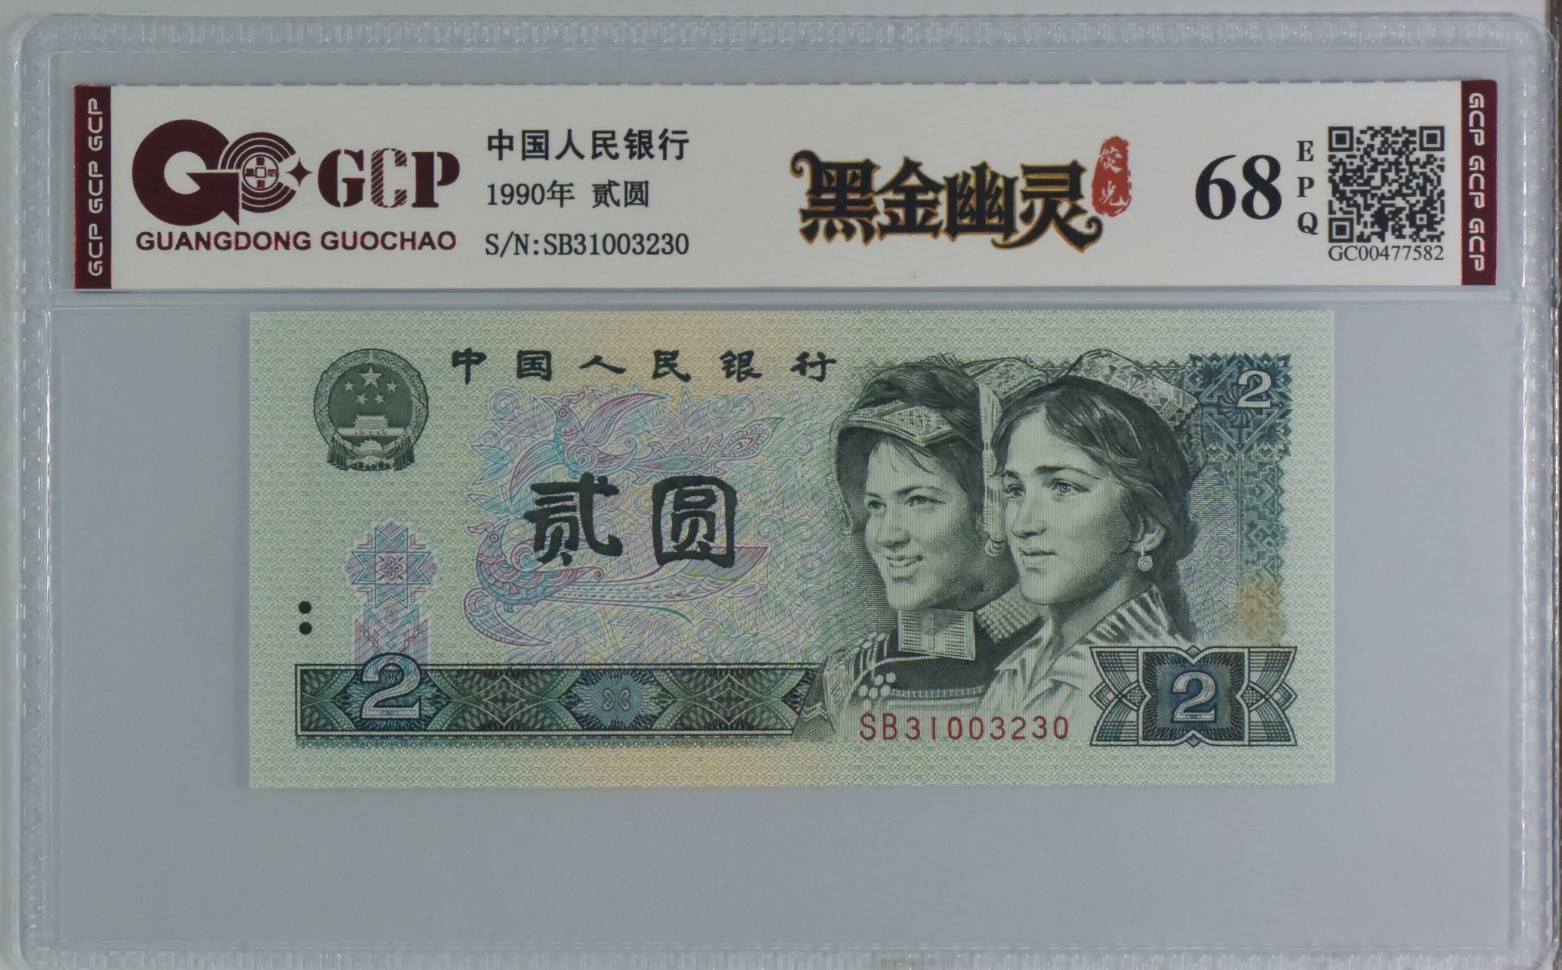 GCP GCP GCP
GCP
GUANGDONG GUOCHAO
中国人民银行
1990年 贰圆
S/N:SB31003230
黑金幽灵
荧光
68
EPQ
GC00477582
GCP GCP GCP
中国人民银行
2
贰圆
2
SB31003230
2